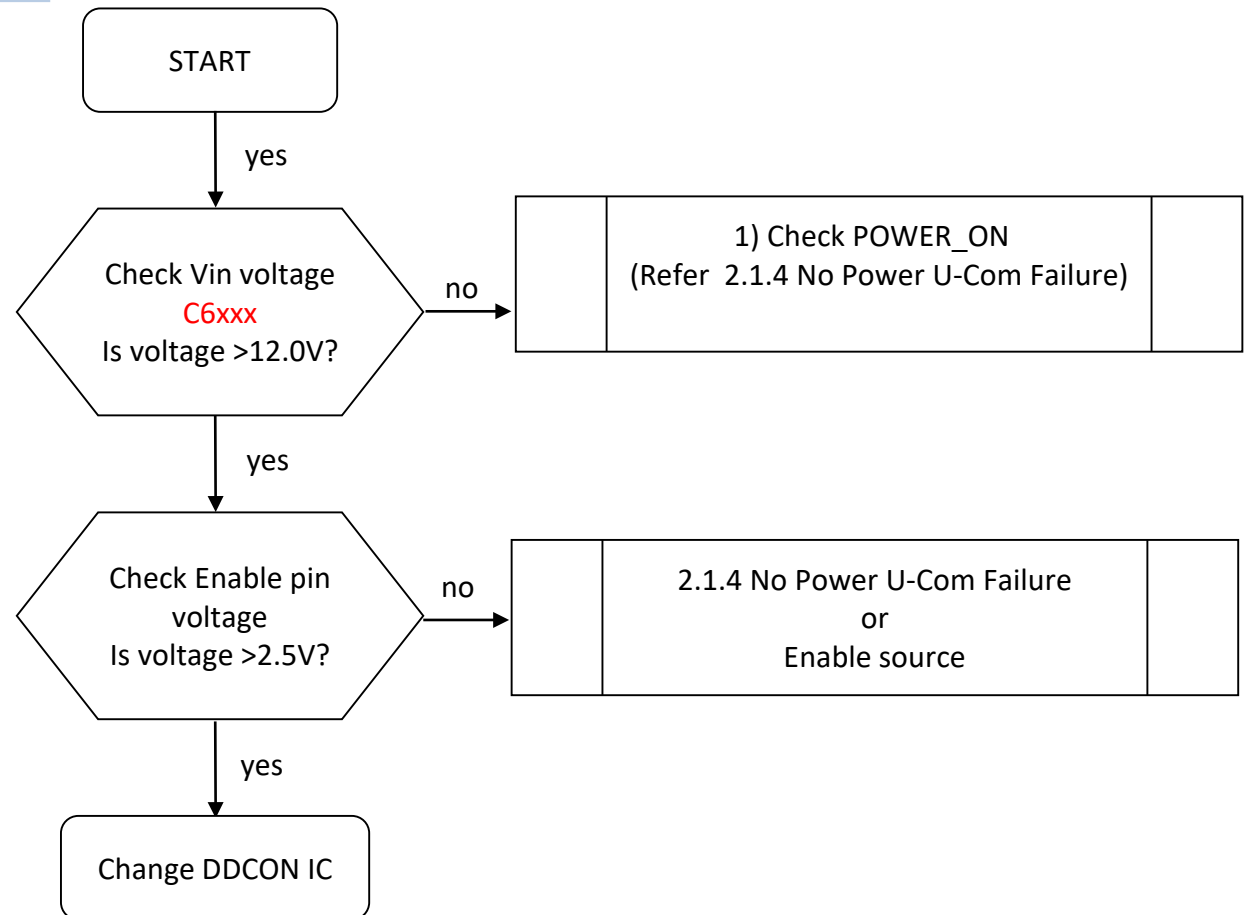 START
yes
Check Vin voltage
C6xxx
Is voltage >12.0V?
no
1) Check POWER_ON
(Refer  2.1.4 No Power U-Com Failure)
yes
Check Enable pin
voltage
Is voltage >2.5V?
no
2.1.4 No Power U-Com Failure
or
Enable source
yes
Change DDCON IC